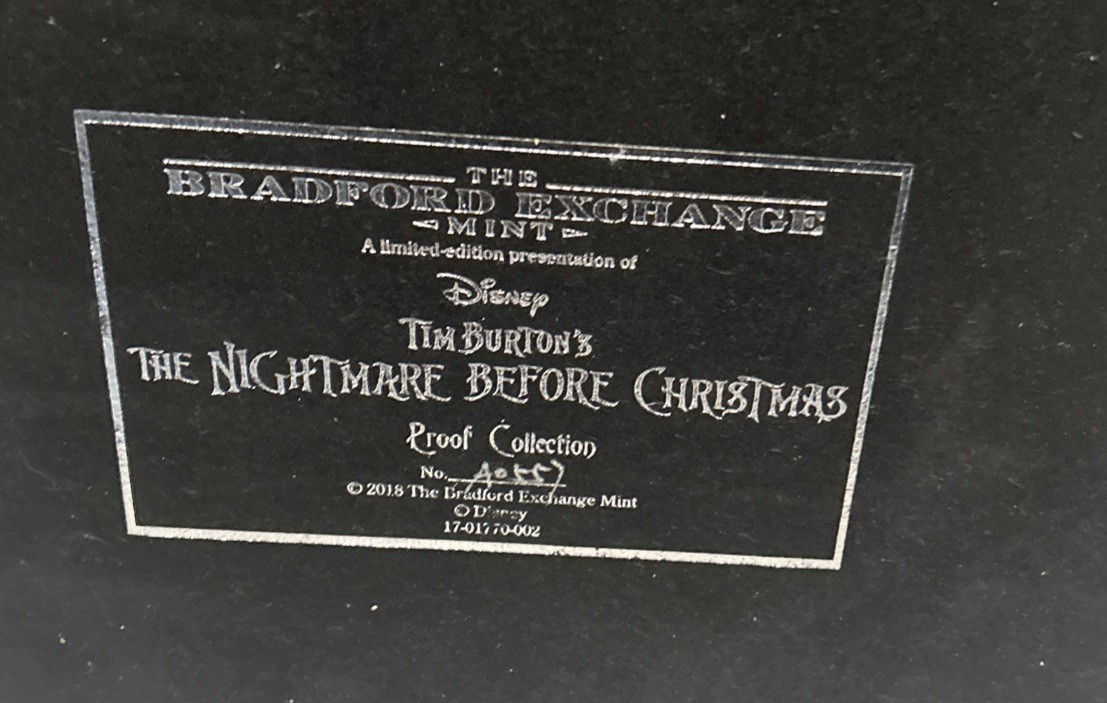 THE
BRADFORD EXCHANGE
MINT
A limited-edition presentation of
Disney
TIM BURTON'S
THE NIGHTMARE BEFORE CHRISTMAS
Proof Collection
No. A0557
© 2018 The Bradford Exchange Mint
© Disney
17-01770-002